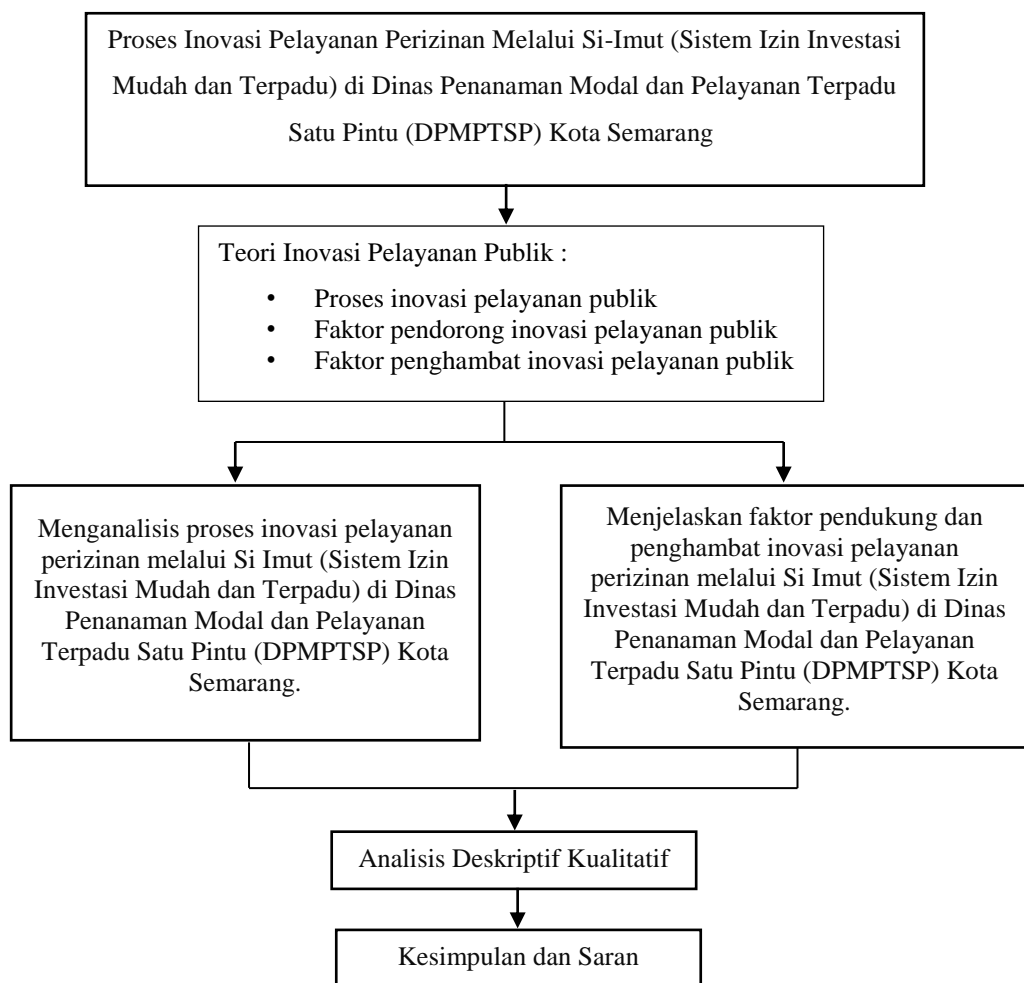 Proses Inovasi Pelayanan Perizinan Melalui Si-Imut (Sistem Izin Investasi
Mudah dan Terpadu) di Dinas Penanaman Modal dan Pelayanan Terpadu
Satu Pintu (DPMPTSP) Kota Semarang
Teori Inovasi Pelayanan Publik :
• Proses inovasi pelayanan publik
• Faktor pendorong inovasi pelayanan publik
• Faktor penghambat inovasi pelayanan publik
Menganalisis proses inovasi pelayanan
perizinan melalui Si Imut (Sistem Izin
Investasi Mudah dan Terpadu) di Dinas
Penanaman Modal dan Pelayanan
Terpadu Satu Pintu (DPMPTSP) Kota
Semarang.
Menjelaskan faktor pendukung dan
penghambat inovasi pelayanan
perizinan melalui Si Imut (Sistem Izin
Investasi Mudah dan Terpadu) di Dinas
Penanaman Modal dan Pelayanan
Terpadu Satu Pintu (DPMPTSP) Kota
Semarang.
Analisis Deskriptif Kualitatif
Kesimpulan dan Saran